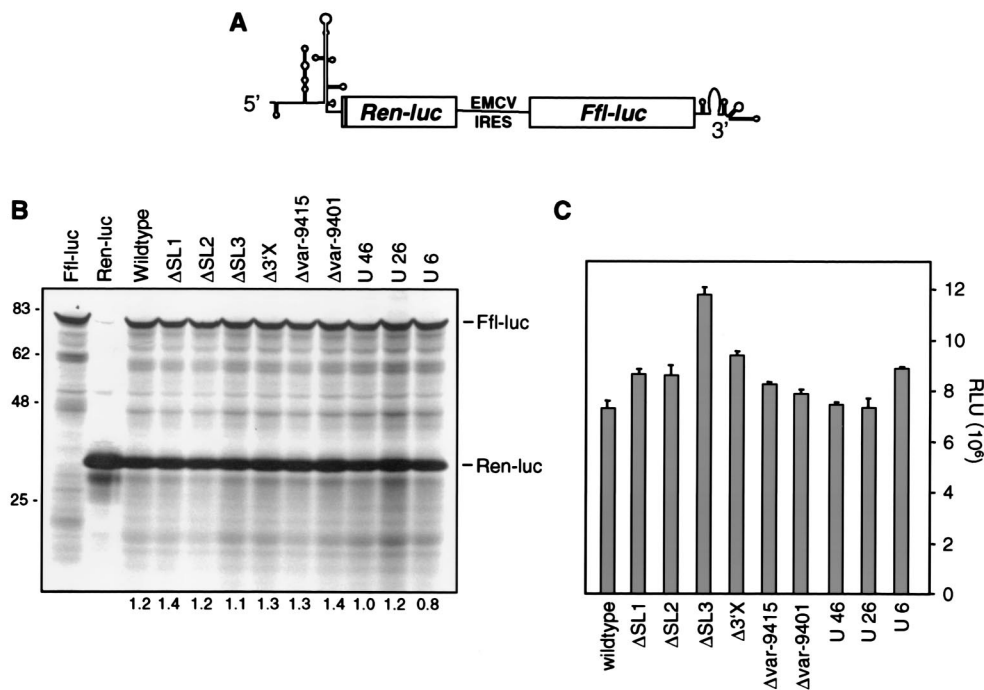 A
5'
Ren-luc
EMCV
IRES
Ffl-luc
3'
B
Ffl-luc
Ren-luc
Wildtype
ΔSL1
ΔSL2
ΔSL3
Δ3'X
Δvar-9415
Δvar-9401
U 46
U 26
U 6
83 -
62 -
48 -
25 -
–Ffl-luc
–Ren-luc
1.2 1.4 1.2 1.1 1.3 1.3 1.4 1.0 1.2 0.8
C
12
10
8
6
4
2
0
RLU (10⁶)
wildtype
ΔSL1
ΔSL2
ΔSL3
Δ3'X
Δvar-9415
Δvar-9401
U 46
U 26
U 6